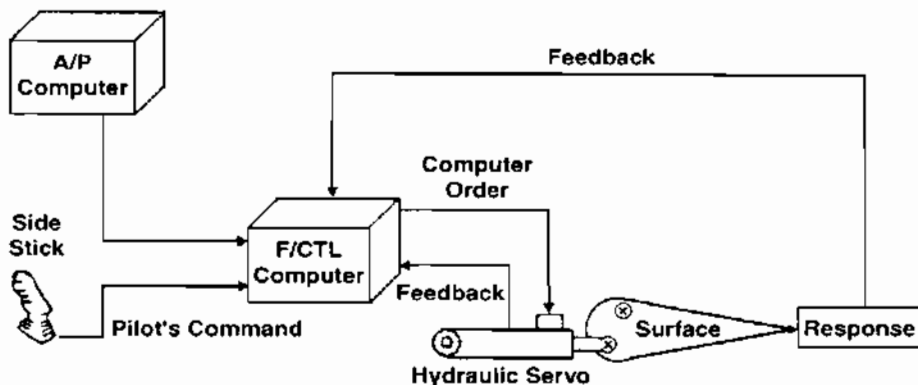 A/P
Computer
Feedback
Computer
Order
Side
Stick
F/CTL
Computer
Feedback
Pilot's Command
Surface
Response
Hydraulic Servo